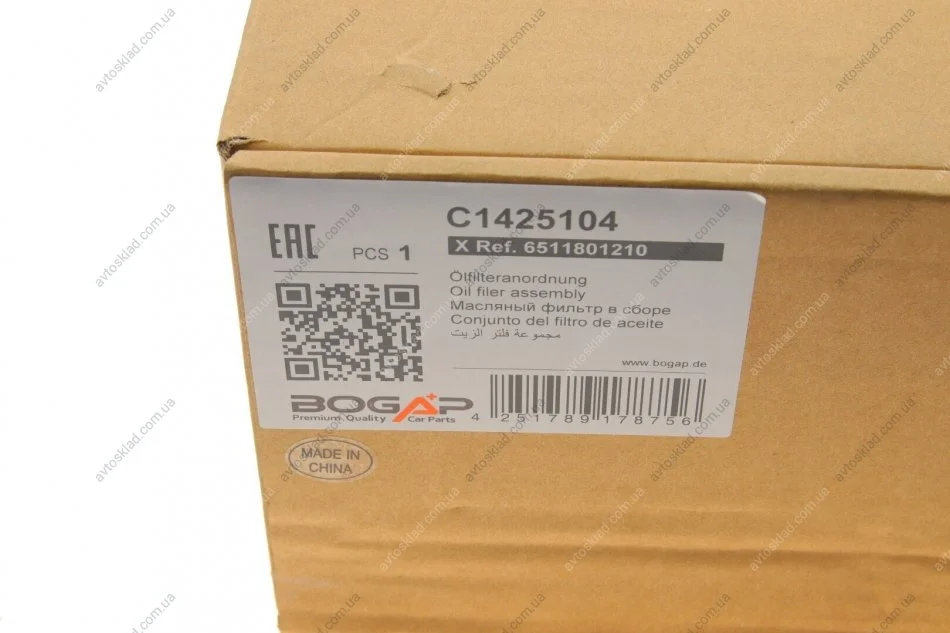 C1425104
X Ref. 6511801210
EAC
PCS 1
Ölfilteranordnung
Oil filer assembly
Масляный фильтр в сборе
Conjunto del filtro de aceite
مجموعة فلتر الزيت
www.bogap.de
BOGAP
Premium Quality Car Parts
4 251789 178756
MADE IN
CHINA
avtosklad.com.ua